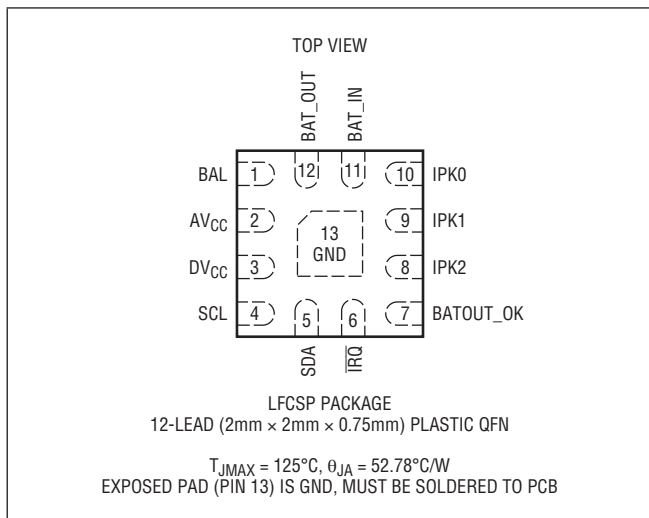 TOP VIEW
BAT_OUT
BAT_IN
BAL 1
12
11
10 IPK0
AVCC 2
9 IPK1
13
GND
DVCC 3
8 IPK2
SCL 4
5
6
7 BATOUT_OK
SDA
IRQ
LFCSP PACKAGE
12-LEAD (2mm × 2mm × 0.75mm) PLASTIC QFN
TJMAX = 125°C, θJA = 52.78°C/W
EXPOSED PAD (PIN 13) IS GND, MUST BE SOLDERED TO PCB